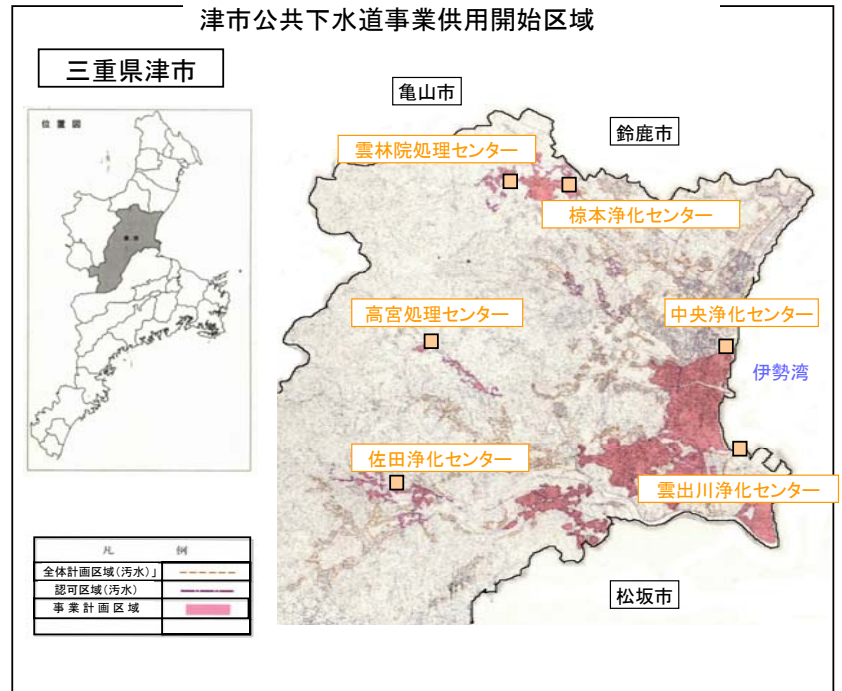 津市公共下水道事業供用開始区域
三重県津市
亀山市
位置図
鈴鹿市
雲林院処理センター
椋本浄化センター
高宮処理センター
中央浄化センター
伊勢湾
佐田浄化センター
雲出川浄化センター
凡例
全体計画区域(汚水)」
認可区域(汚水)
事業計画区域
松坂市